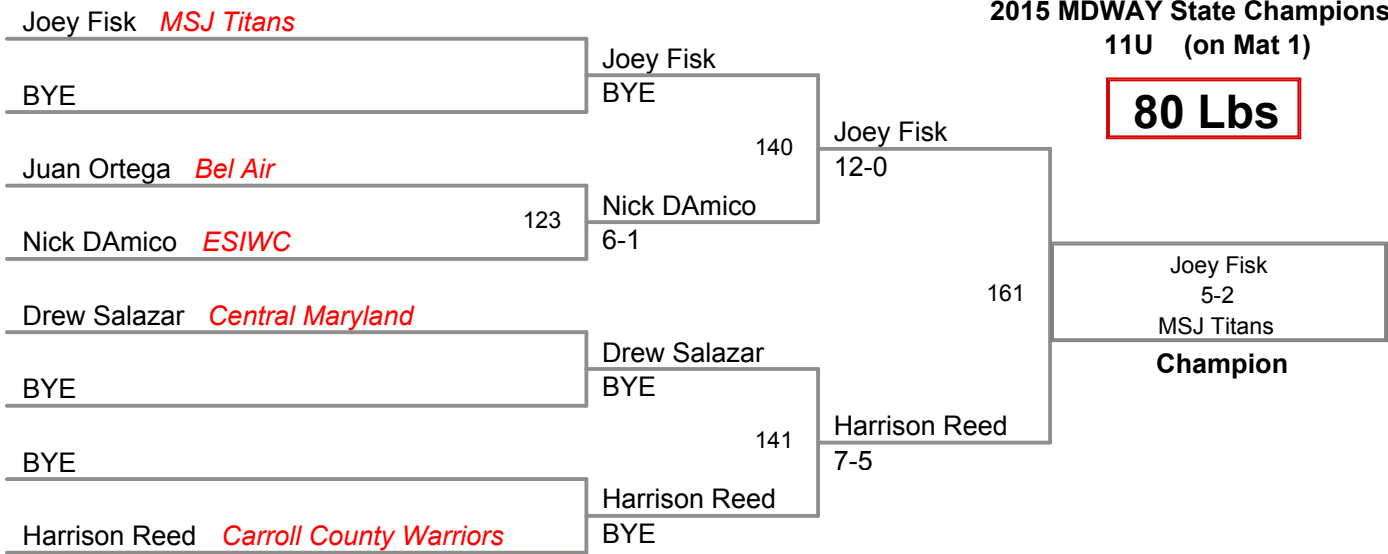 Joey Fisk MSJ Titans
BYE
Juan Ortega Bel Air
Nick DAmico ESIWC
Drew Salazar Central Maryland
BYE
BYE
Harrison Reed Carroll County Warriors
Joey Fisk
BYE
123
Nick DAmico
6-1
Drew Salazar
BYE
Harrison Reed
BYE
140
Joey Fisk
12-0
141
Harrison Reed
7-5
161
2015 MDWAY State Champions
11U (on Mat 1)
80 Lbs
Joey Fisk
5-2
MSJ Titans
Champion